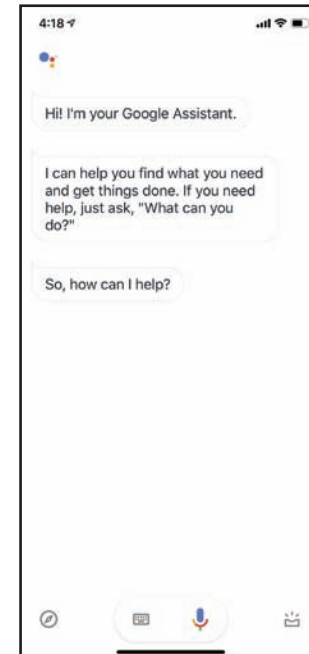 4:18
Hi! I'm your Google Assistant.
I can help you find what you need
and get things done. If you need
help, just ask, "What can you
do?"
So, how can I help?